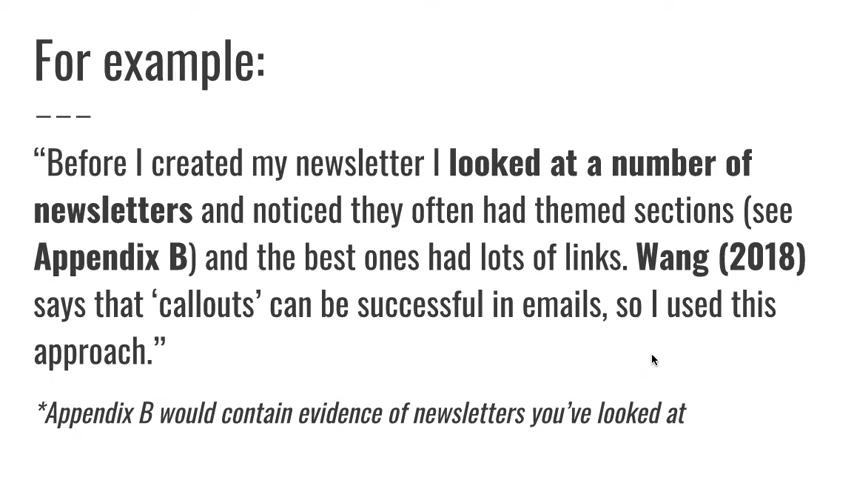 For example:
“Before I created my newsletter I looked at a number of
newsletters and noticed they often had themed sections (see
Appendix B) and the best ones had lots of links. Wang (2018)
says that ‘callouts’ can be successful in emails, so I used this
approach.”
*Appendix B would contain evidence of newsletters you’ve looked at